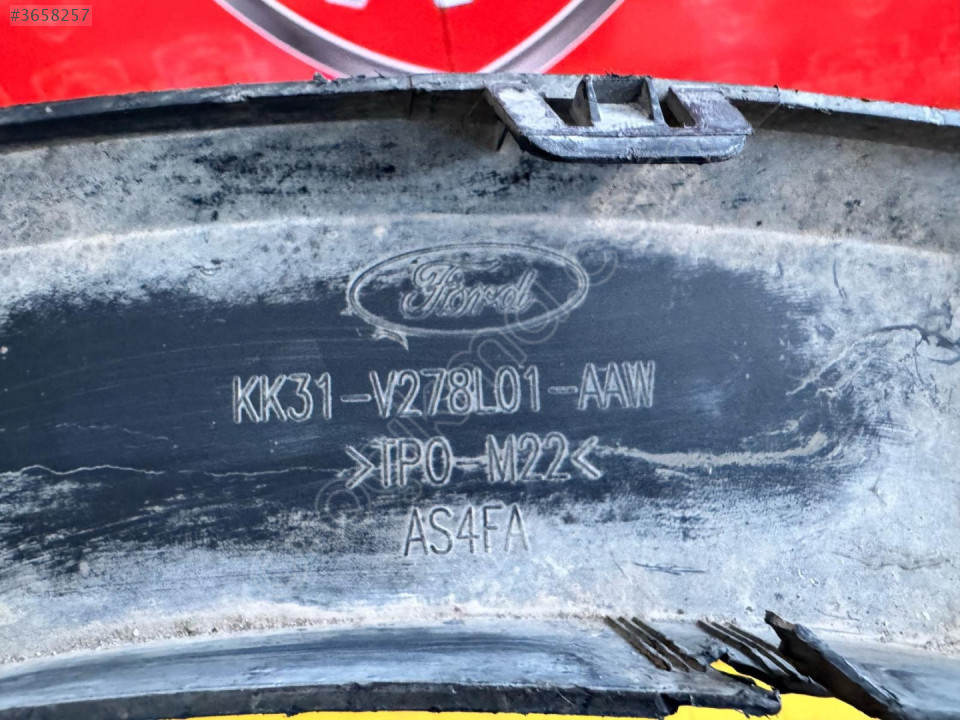 #3658257
Ford
KK31-V278L01-AAW
>TPO-M22<
AS4FA